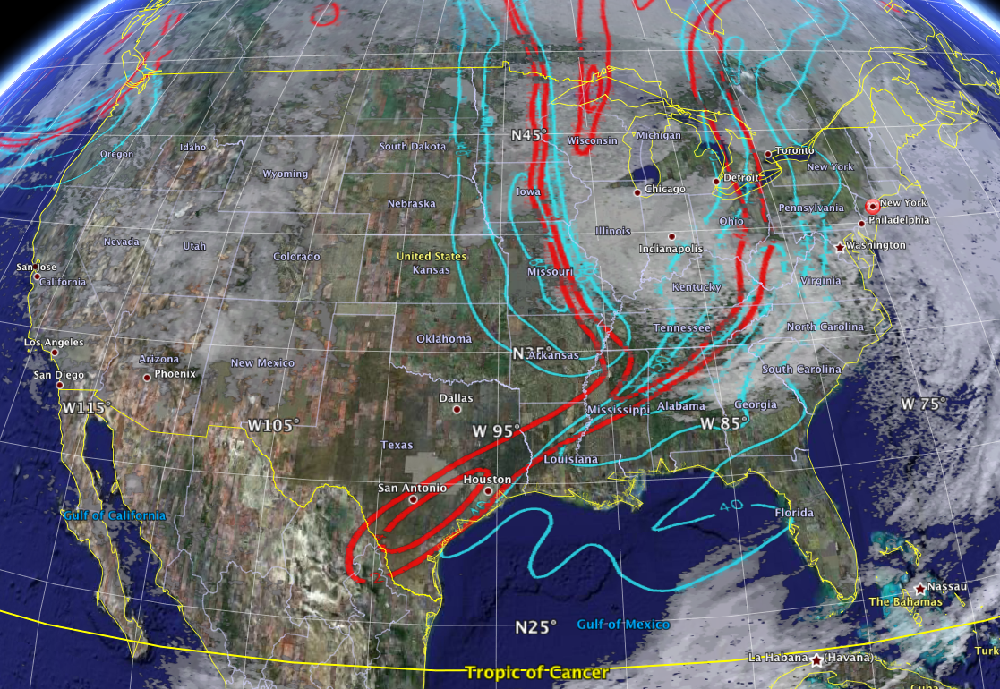 N45°
Wisconsin
Michigan
Toronto
Oregon
Idaho
South Dakota
Wyoming
Detroit
New York
Chicago
Iowa
Nebraska
Pennsylvania
New York
Philadelphia
Ohio
Illinois
Indianapolis
Washington
Nevada
Utah
Colorado
United States
Kansas
San Jose
California
Missouri
Kentucky
Virginia
Tennessee
North Carolina
Los Angeles
Oklahoma
N35°
Arkansas
Arizona
New Mexico
San Diego
Phoenix
South Carolina
W115°
Dallas
Mississippi
Alabama
Georgia
W 75°
W105°
W 95°
W 85°
Texas
Louisiana
San Antonio
Houston
Gulf of California
40
Florida
Nassau
The Bahamas
N25°
Gulf of Mexico
Turk
La Habana
(Havana)
Tropic of Cancer
Cuba